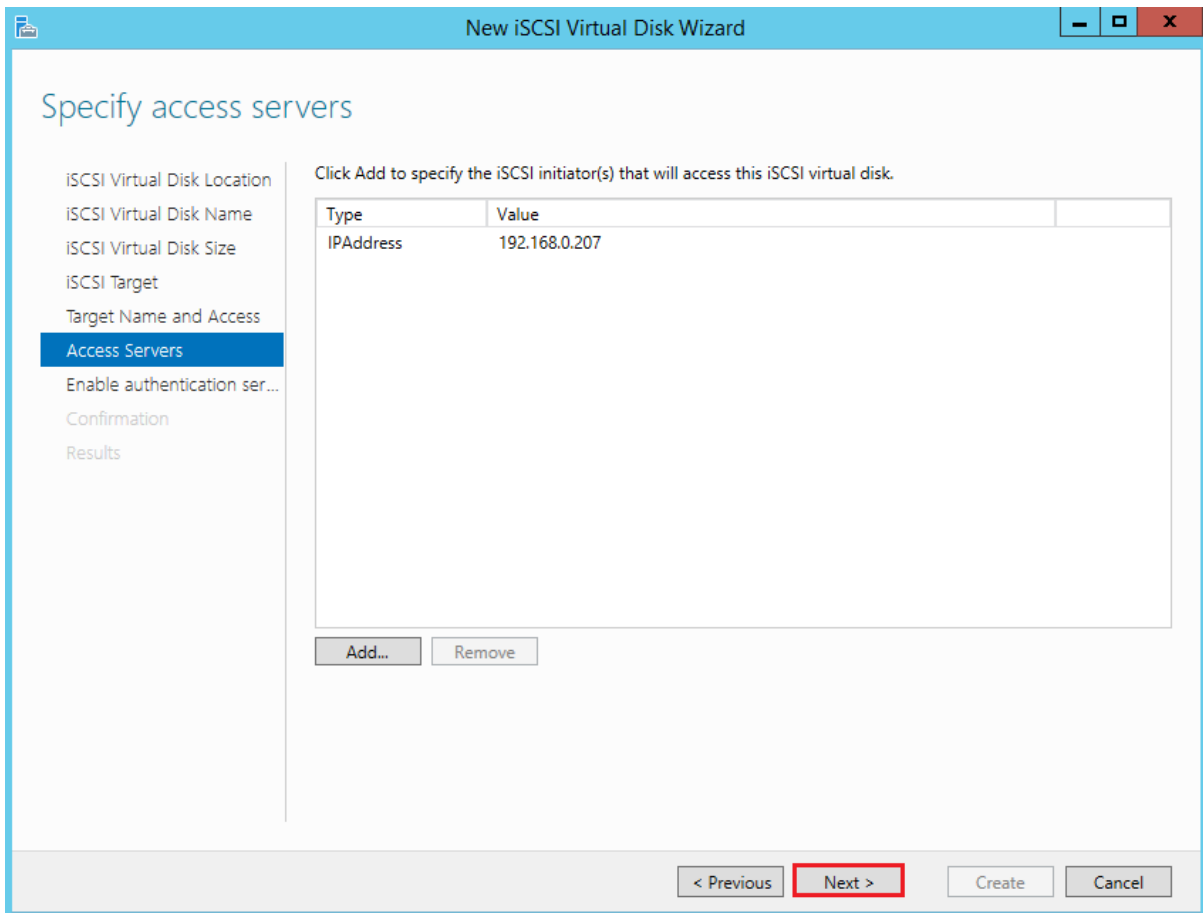 New iSCSI Virtual Disk Wizard
Specify access servers
iSCSI Virtual Disk Location
iSCSI Virtual Disk Name
iSCSI Virtual Disk Size
iSCSI Target
Target Name and Access
Access Servers
Enable authentication ser...
Confirmation
Results
Click Add to specify the iSCSI initiator(s) that will access this iSCSI virtual disk.
Type Value
IPAddress 192.168.0.207
Add... Remove
< Previous Next > Create Cancel